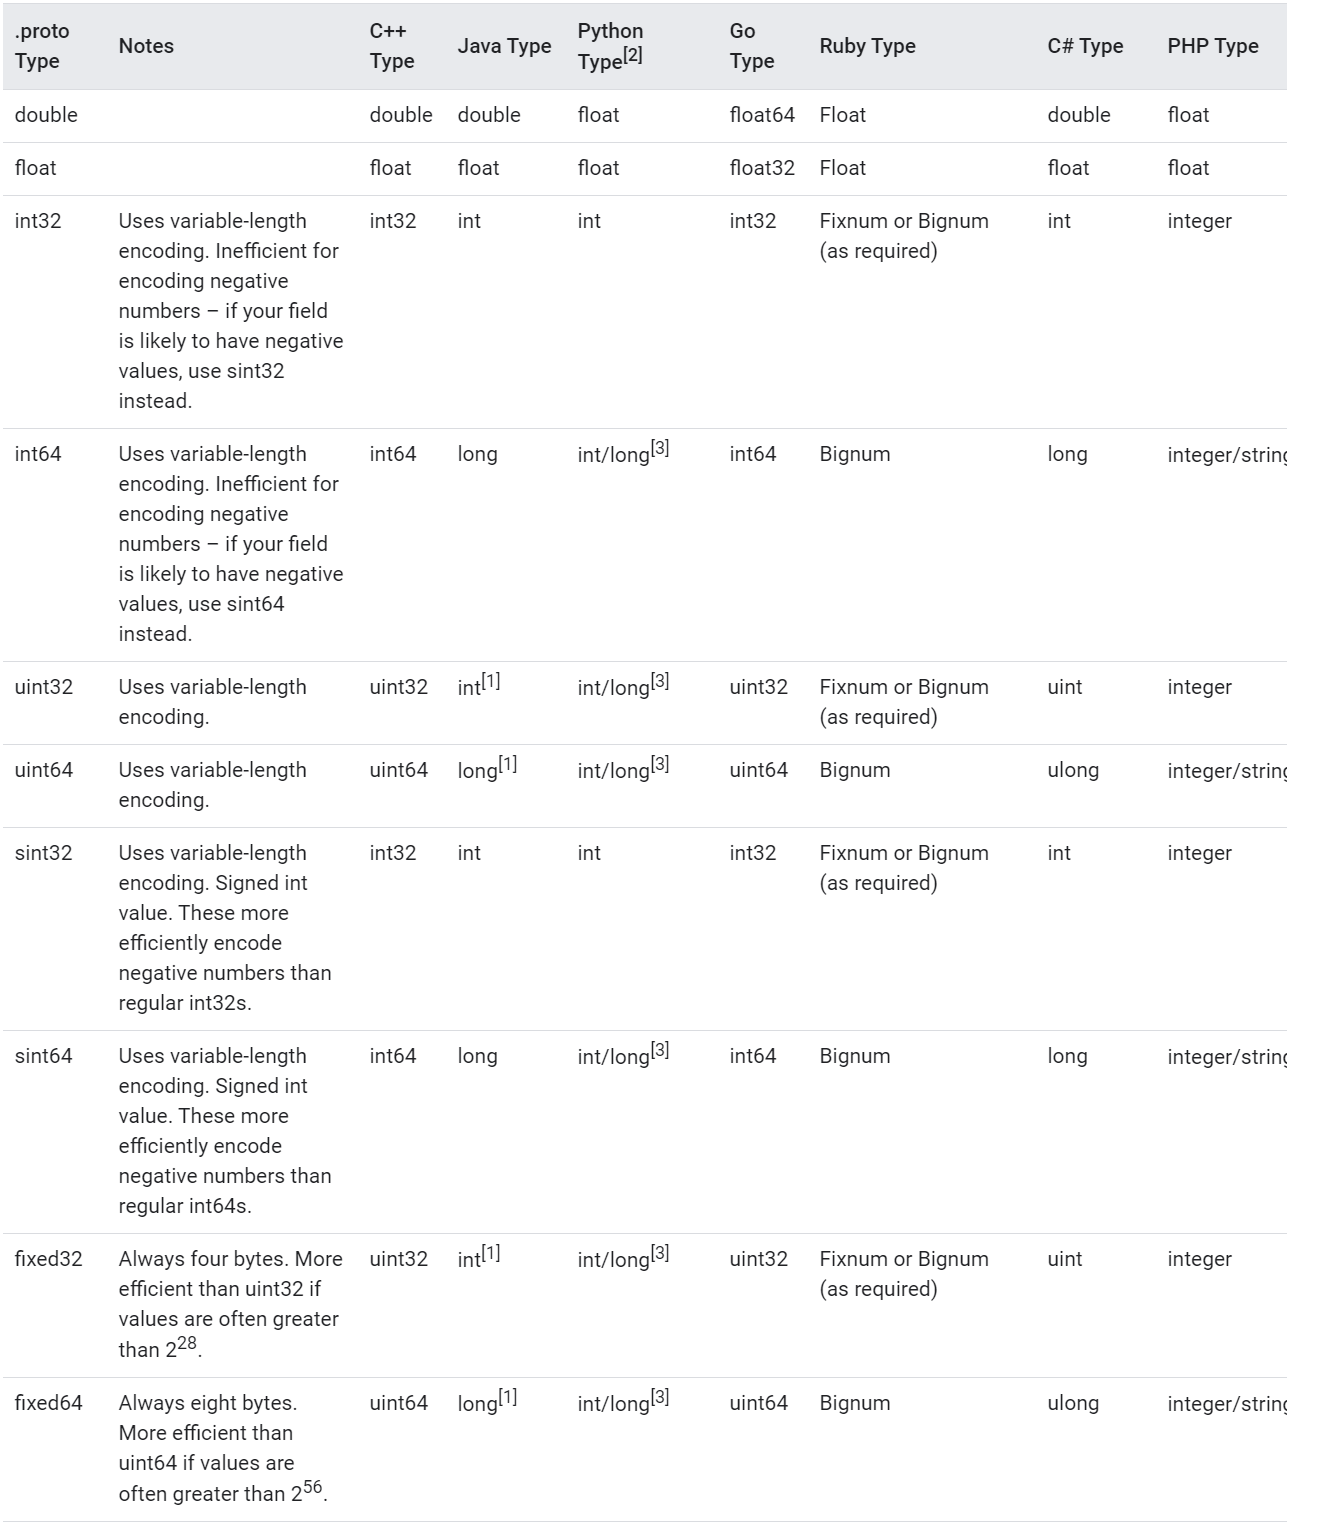 .proto Type Notes C++ Type Java Type Python Type[2] Go Type Ruby Type C# Type PHP Type
double double double float float64 Float double float
float float float float float32 Float float float
int32 Uses variable-length int32 int int int32 Fixnum or Bignum int integer
encoding. Inefficient for (as required)
encoding negative
numbers – if your field
is likely to have negative
values, use sint32
instead.
int64 Uses variable-length int64 long int/long[3] int64 Bignum long integer/string
encoding. Inefficient for
encoding negative
numbers – if your field
is likely to have negative
values, use sint64
instead.
uint32 Uses variable-length uint32 int[1] int/long[3] uint32 Fixnum or Bignum uint integer
encoding. (as required)
uint64 Uses variable-length uint64 long[1] int/long[3] uint64 Bignum ulong integer/string
encoding.
sint32 Uses variable-length int32 int int int32 Fixnum or Bignum int integer
encoding. Signed int (as required)
value. These more
efficiently encode
negative numbers than
regular int32s.
sint64 Uses variable-length int64 long int/long[3] int64 Bignum long integer/string
encoding. Signed int
value. These more
efficiently encode
negative numbers than
regular int64s.
fixed32 Always four bytes. More uint32 int[1] int/long[3] uint32 Fixnum or Bignum uint integer
efficient than uint32 if (as required)
values are often greater
than 2^28.
fixed64 Always eight bytes. uint64 long[1] int/long[3] uint64 Bignum ulong integer/string
More efficient than
uint64 if values are
often greater than 2^56.